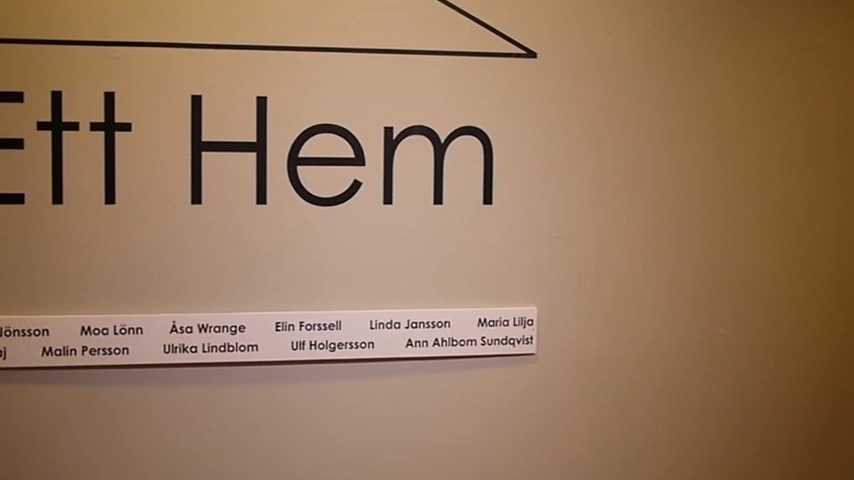 Ett Hem
Jönsson Moa Lönn Åsa Wrange Elin Forssell Linda Jansson Maria Lilja
Malin Persson Ulrika Lindblom Ulf Holgersson Ann Ahlbom Sundqvist